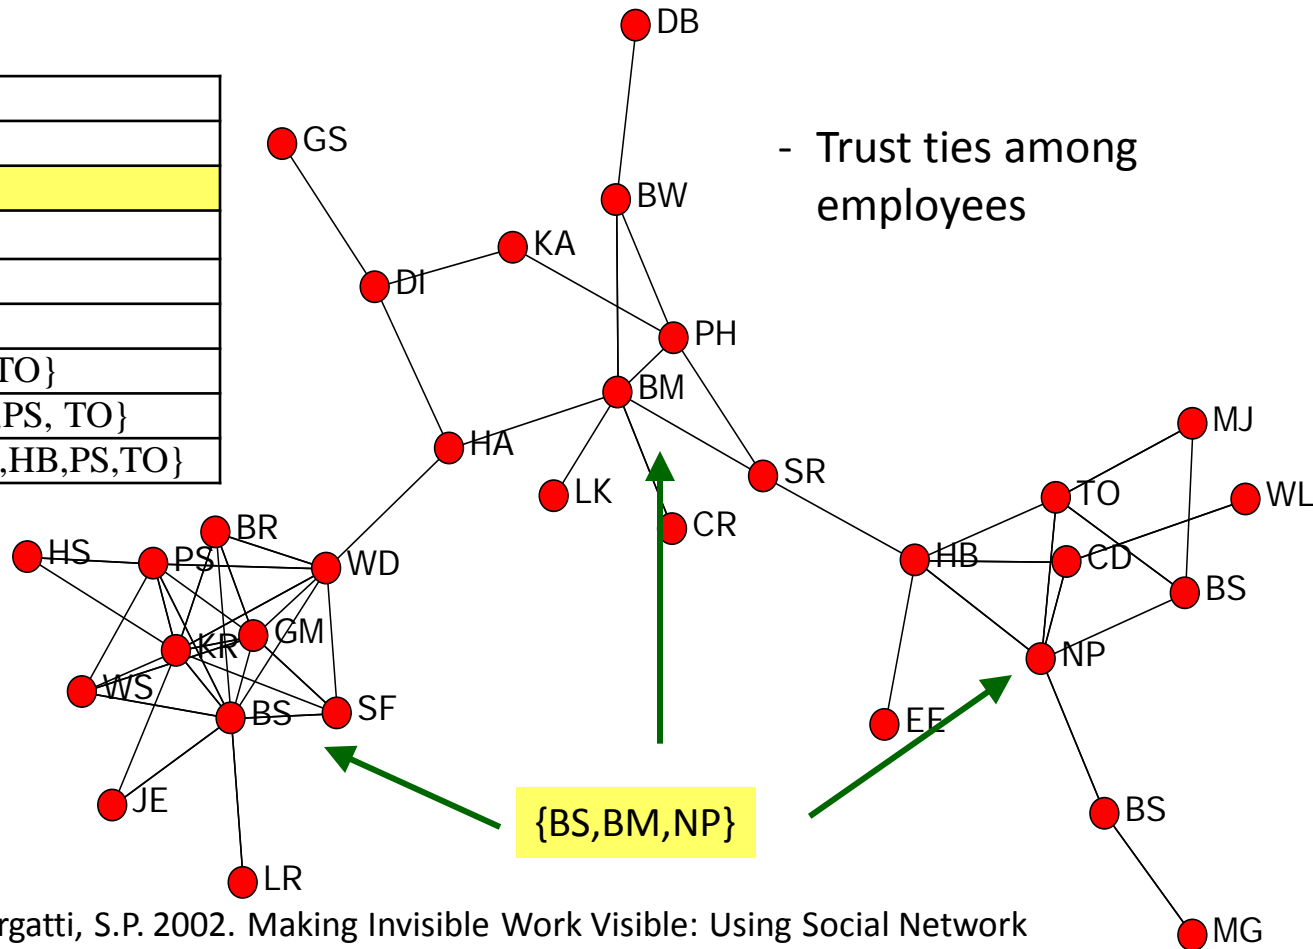 DB
GS
- Trust ties among
employees
BW
KA
DI
PH
TO}
BM
PS, TO}
MJ
HA
,HB,PS,TO}
SR
LK
TO
WL
CR
BR
HS
PS
WD
HB
CD
BS
GM
KR
NP
WS
BS
SF
EE
JE
{BS,BM,NP}
BS
LR
rgatti, S.P. 2002. Making Invisible Work Visible: Using Social Network
MG